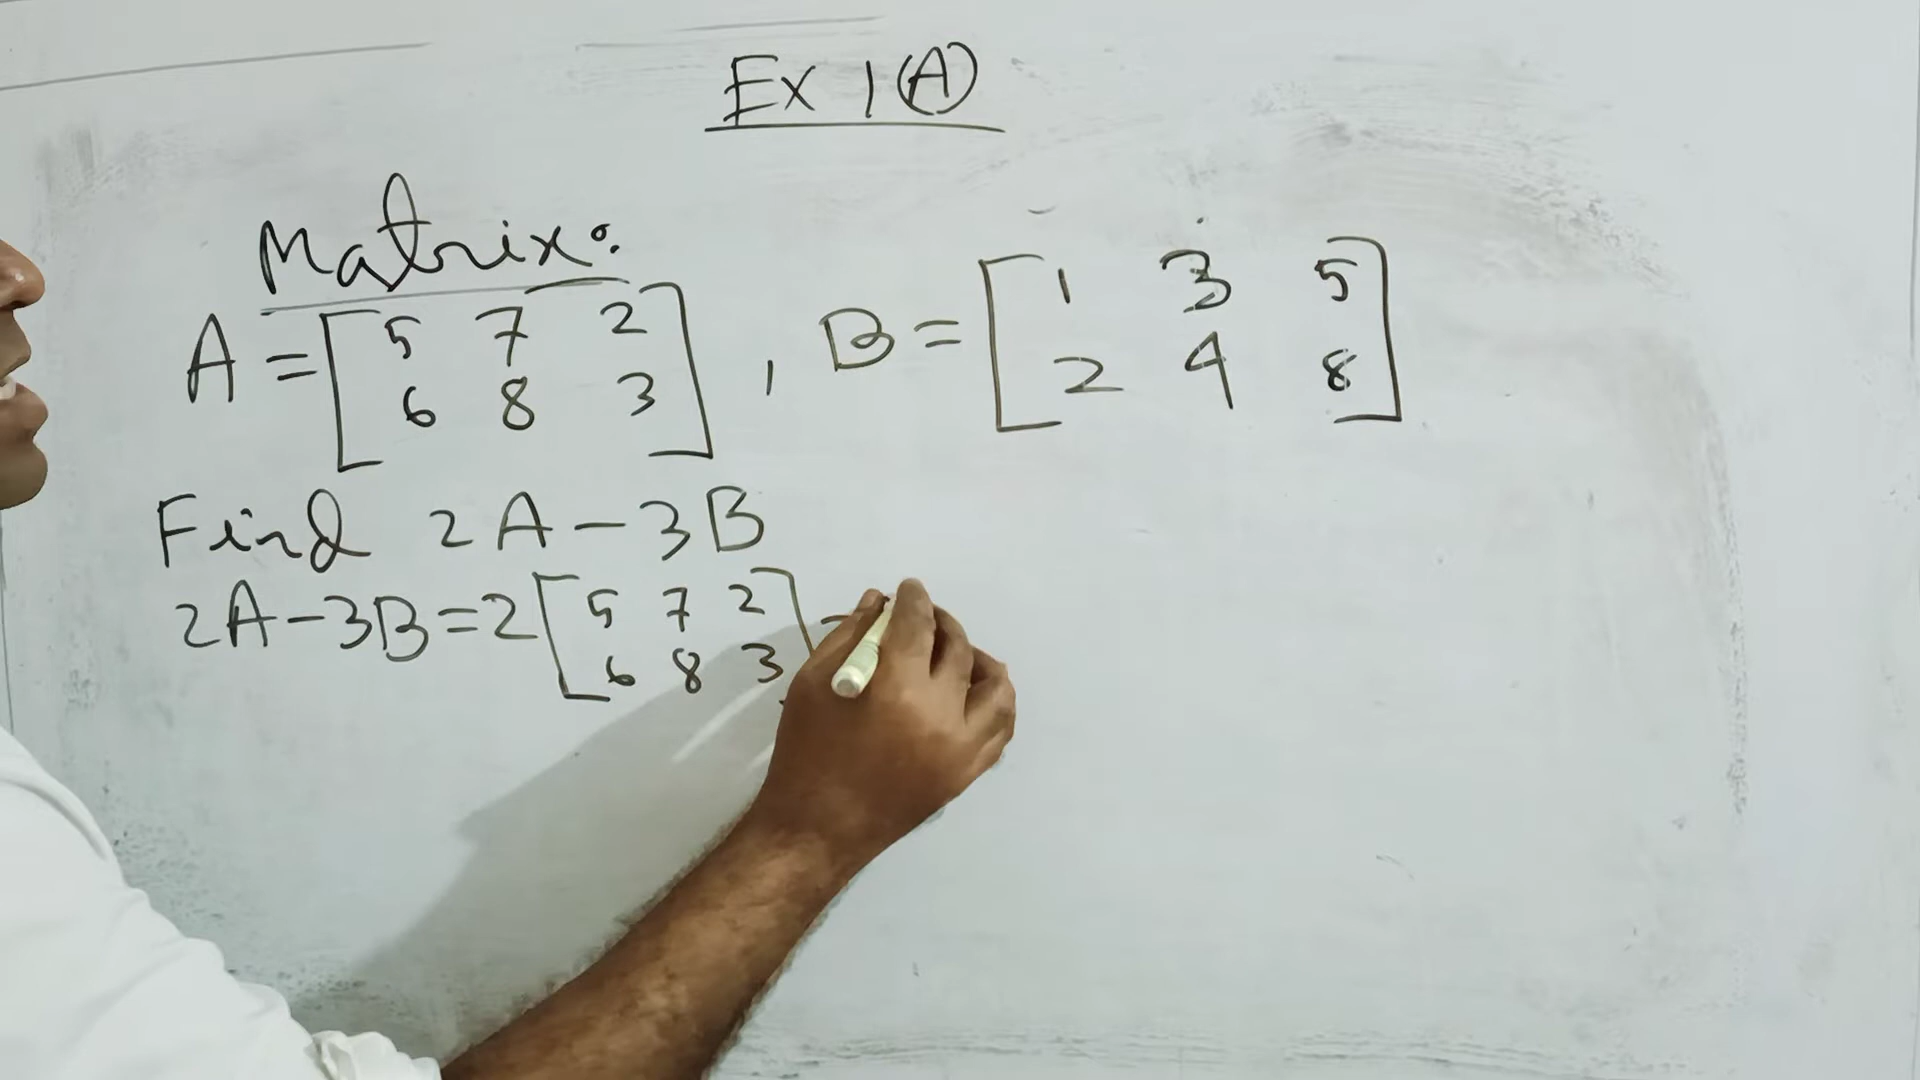 Ex 1 (A)
Matrix:
A = [5 7 2
6 8 3] , B = [1 3 5
2 4 8]
Find 2A - 3B
2A - 3B = 2 [5 7 2
6 8 3] -